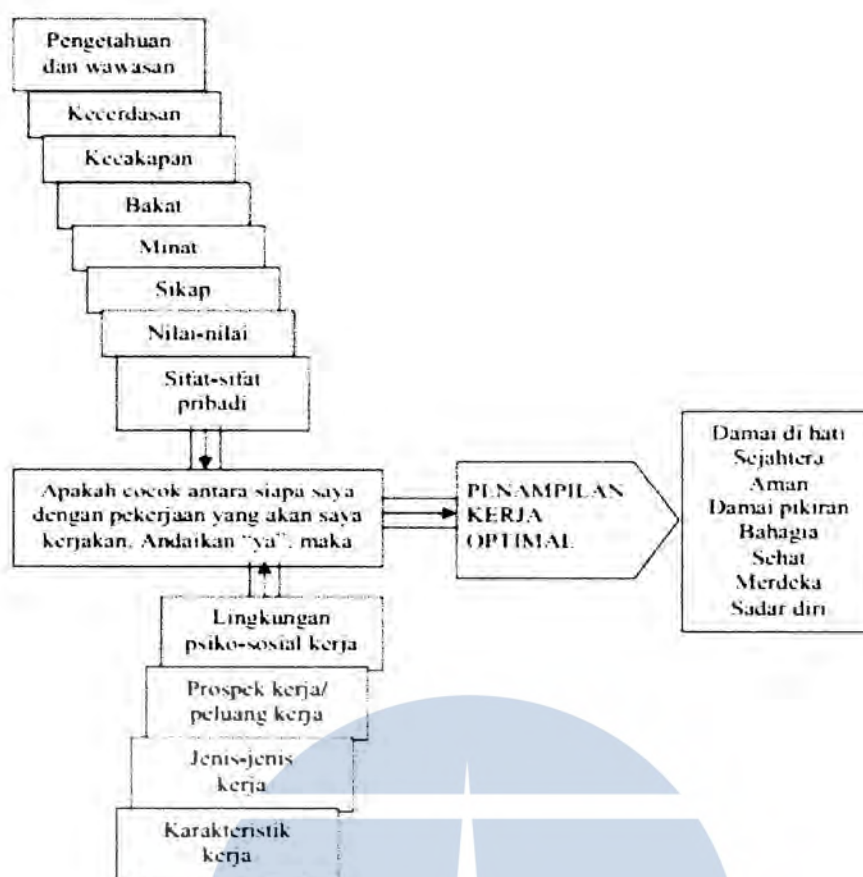 Pengetahuan
dan wawasan
Kecerdasan
Kecakapan
Bakat
Minat
Sikap
Nilai-nilai
Sifat-sifat
pribadi
Apakah cocok antara siapa saya
dengan pekerjaan yang akan saya
kerjakan. Andaikan "ya", maka
PENAMPILAN
KERJA
OPTIMAL
Damai di hati
Sejahtera
Aman
Damai pikiran
Bahagia
Sehat
Merdeka
Sadar diri
Lingkungan
psiko-sosial kerja
Prospek kerja/
peluang kerja
Jenis-jenis
kerja
Karakteristik
kerja